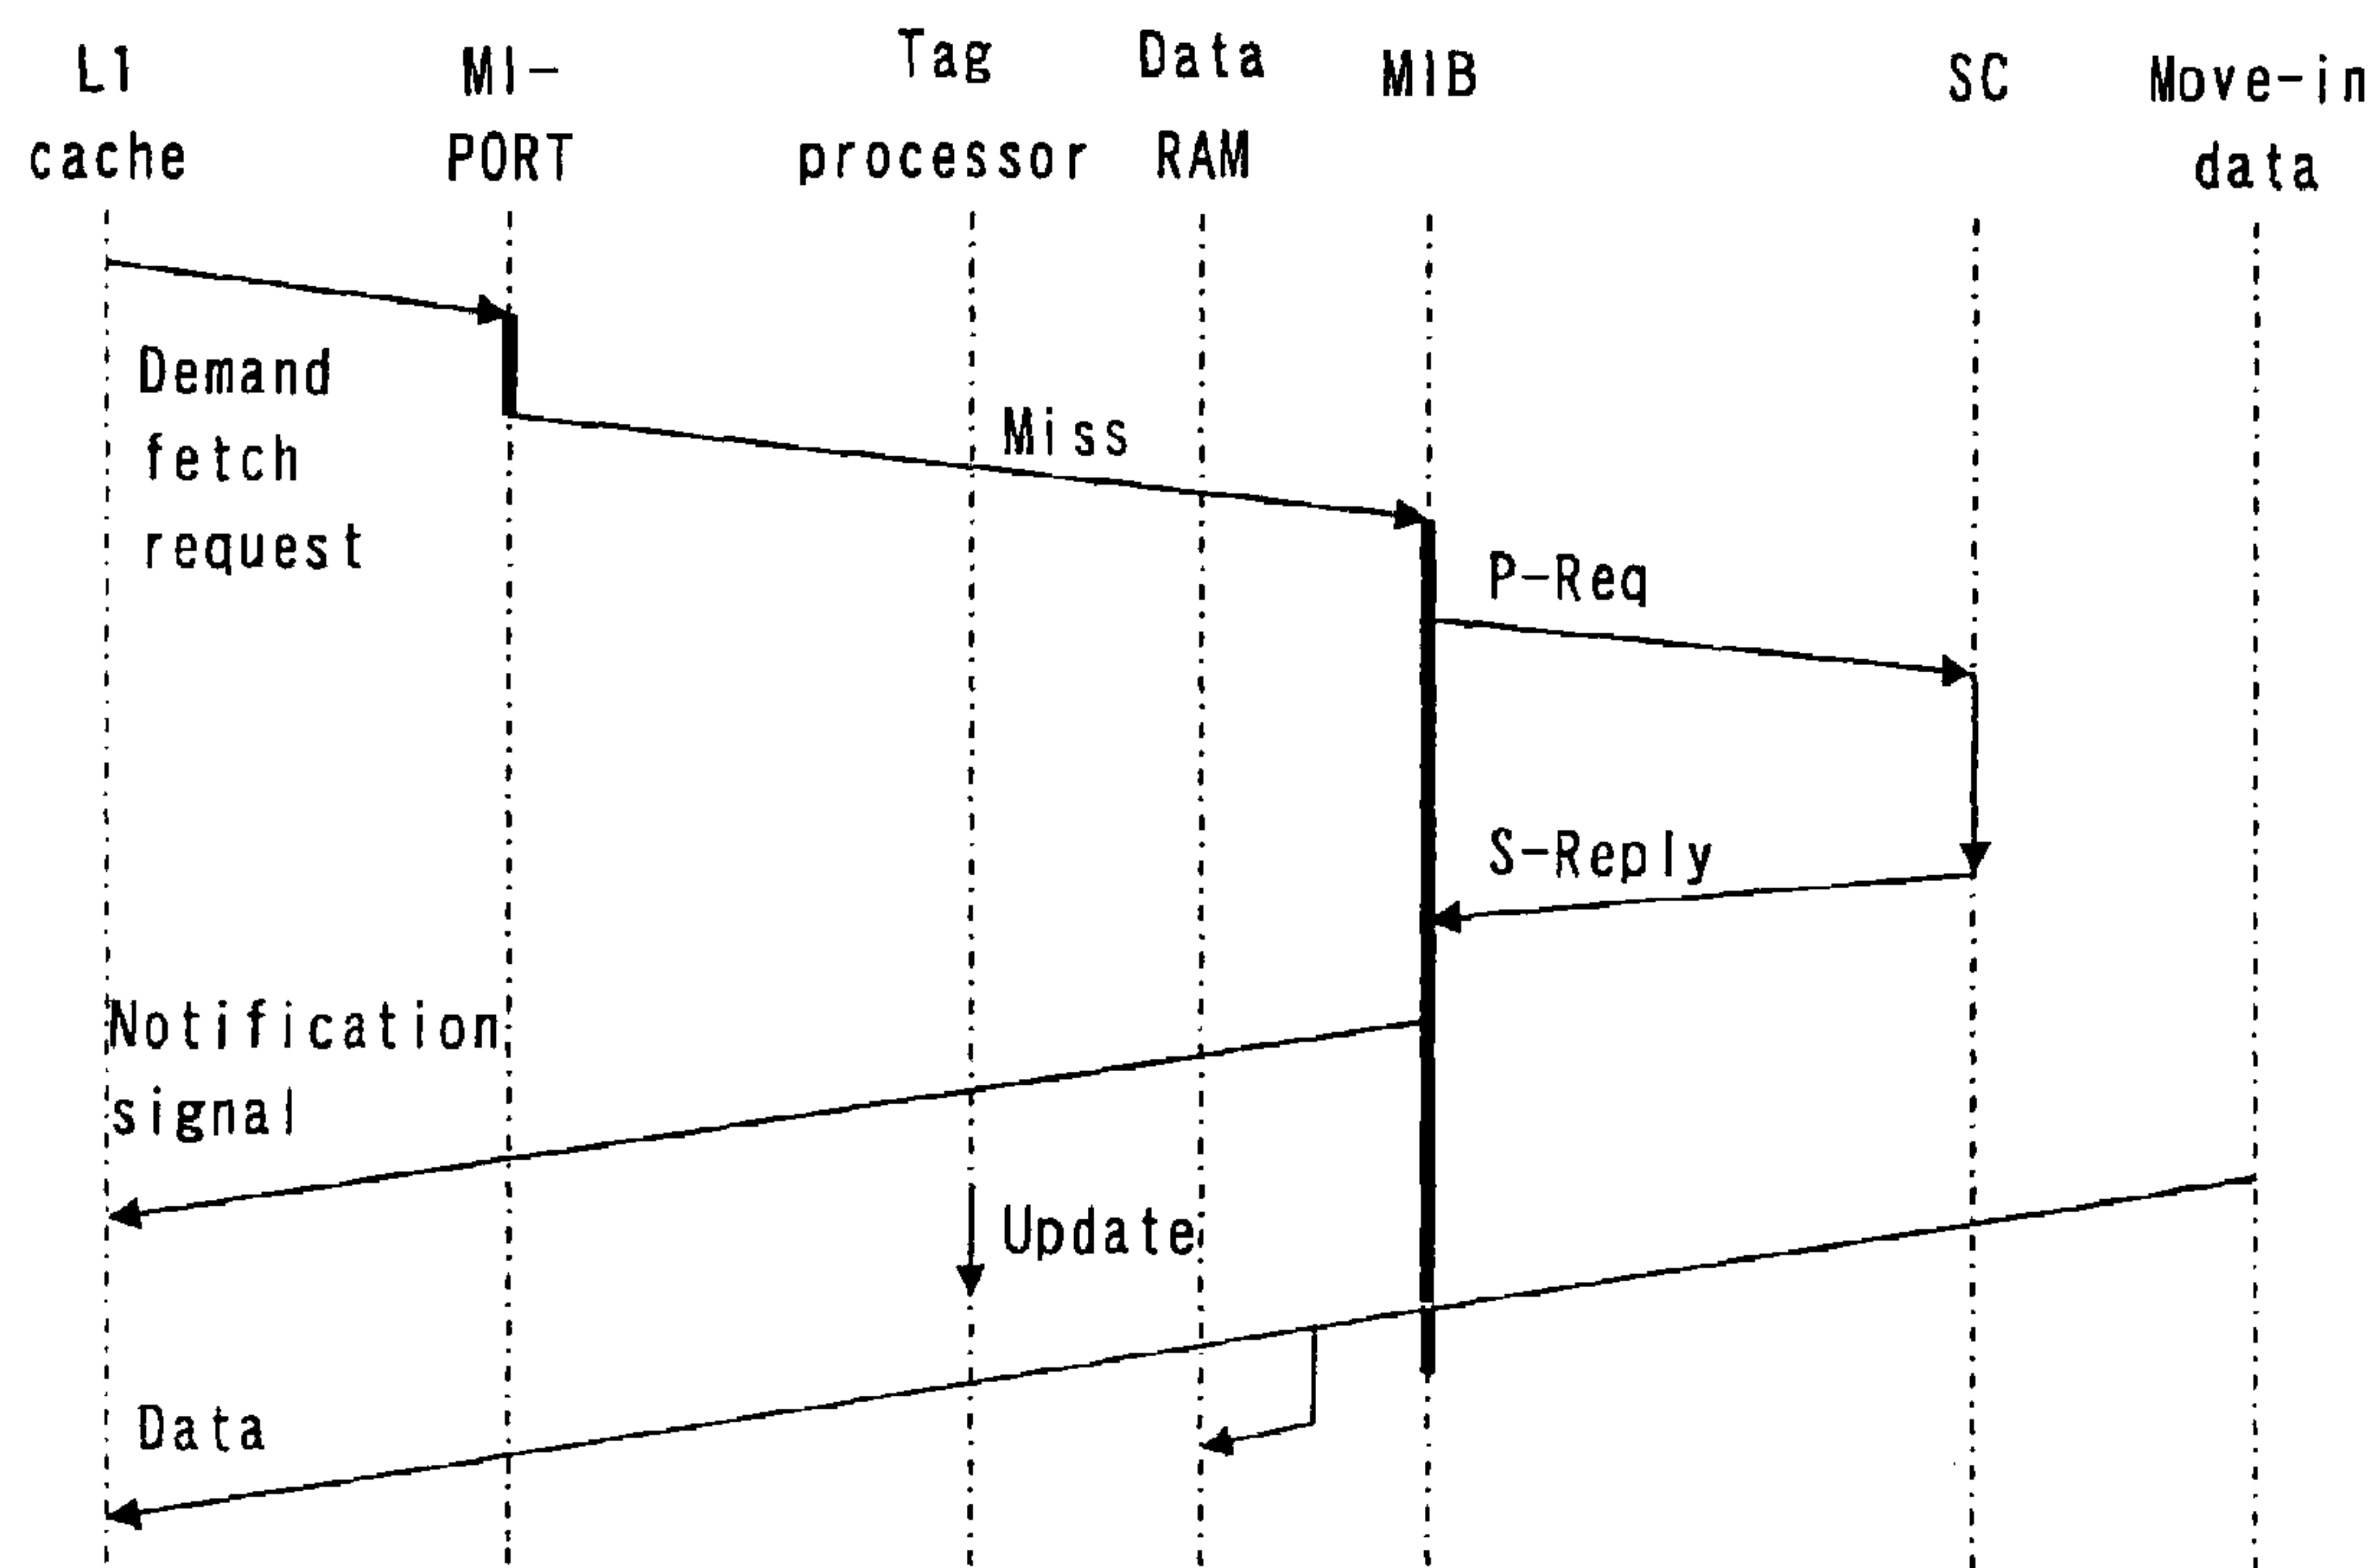 L1
cache
MI-
PORT
Tag
processor
Data
RAM
MIB
SC
Move-in
data
Demand
fetch
request
Miss
P-Req
S-Reply
Notification
signal
Update
Data